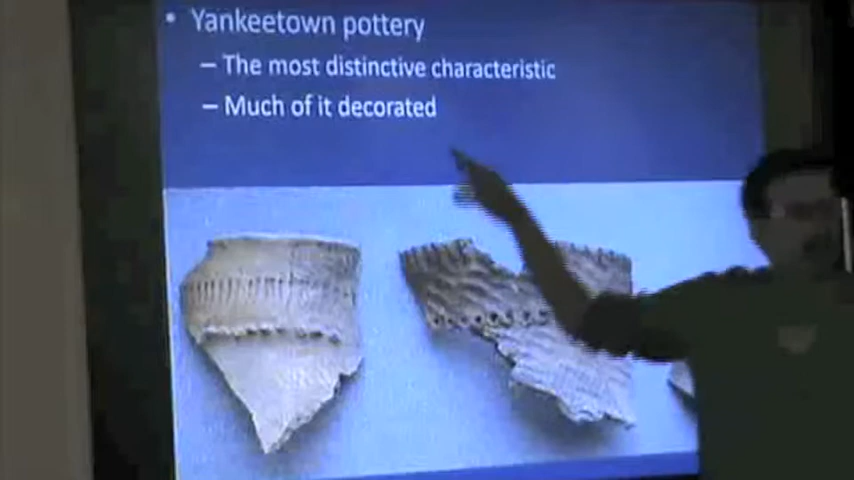 • Yankeetown pottery
– The most distinctive characteristic
– Much of it decorated